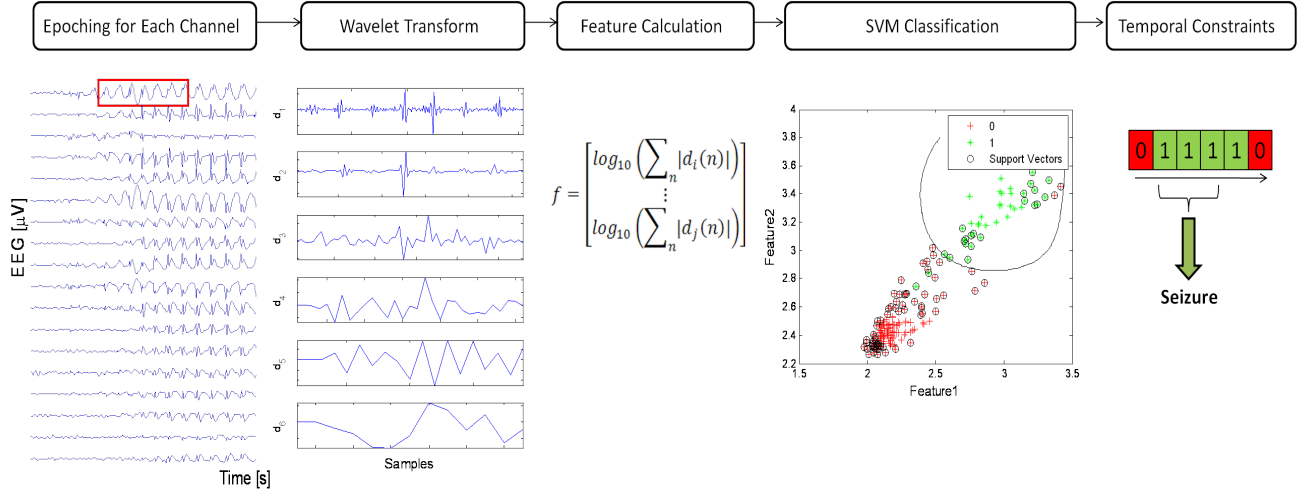 Epoching for Each Channel
Wavelet Transform
Feature Calculation
SVM Classification
Temporal Constraints
EEG [µV]
Time [s]
d1
d2
d3
d4
d5
d6
Samples
f = [log10(∑n|di(n)|)
⋮
log10(∑n|dj(n)|)]
4
3.8
3.6
3.4
3.2
3
2.8
2.6
2.4
2.2
Feature2
1.5 2 2.5 3 3.5
Feature1
0
1
Support Vectors
0 1 1 1 1 0
Seizure